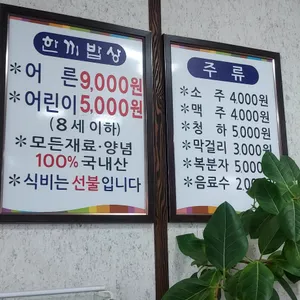 한끼밥상
*어 른 9,000원
*어린이 5,000원
(8세 이하)
*모든재료·양념
100% 국내산
*식비는 선불입니다
주 류
*소 주 4,000원
*맥 주 4,000원
*청 하 5,000원
*막걸리 3,000원
*복분자 5,000
*음료수